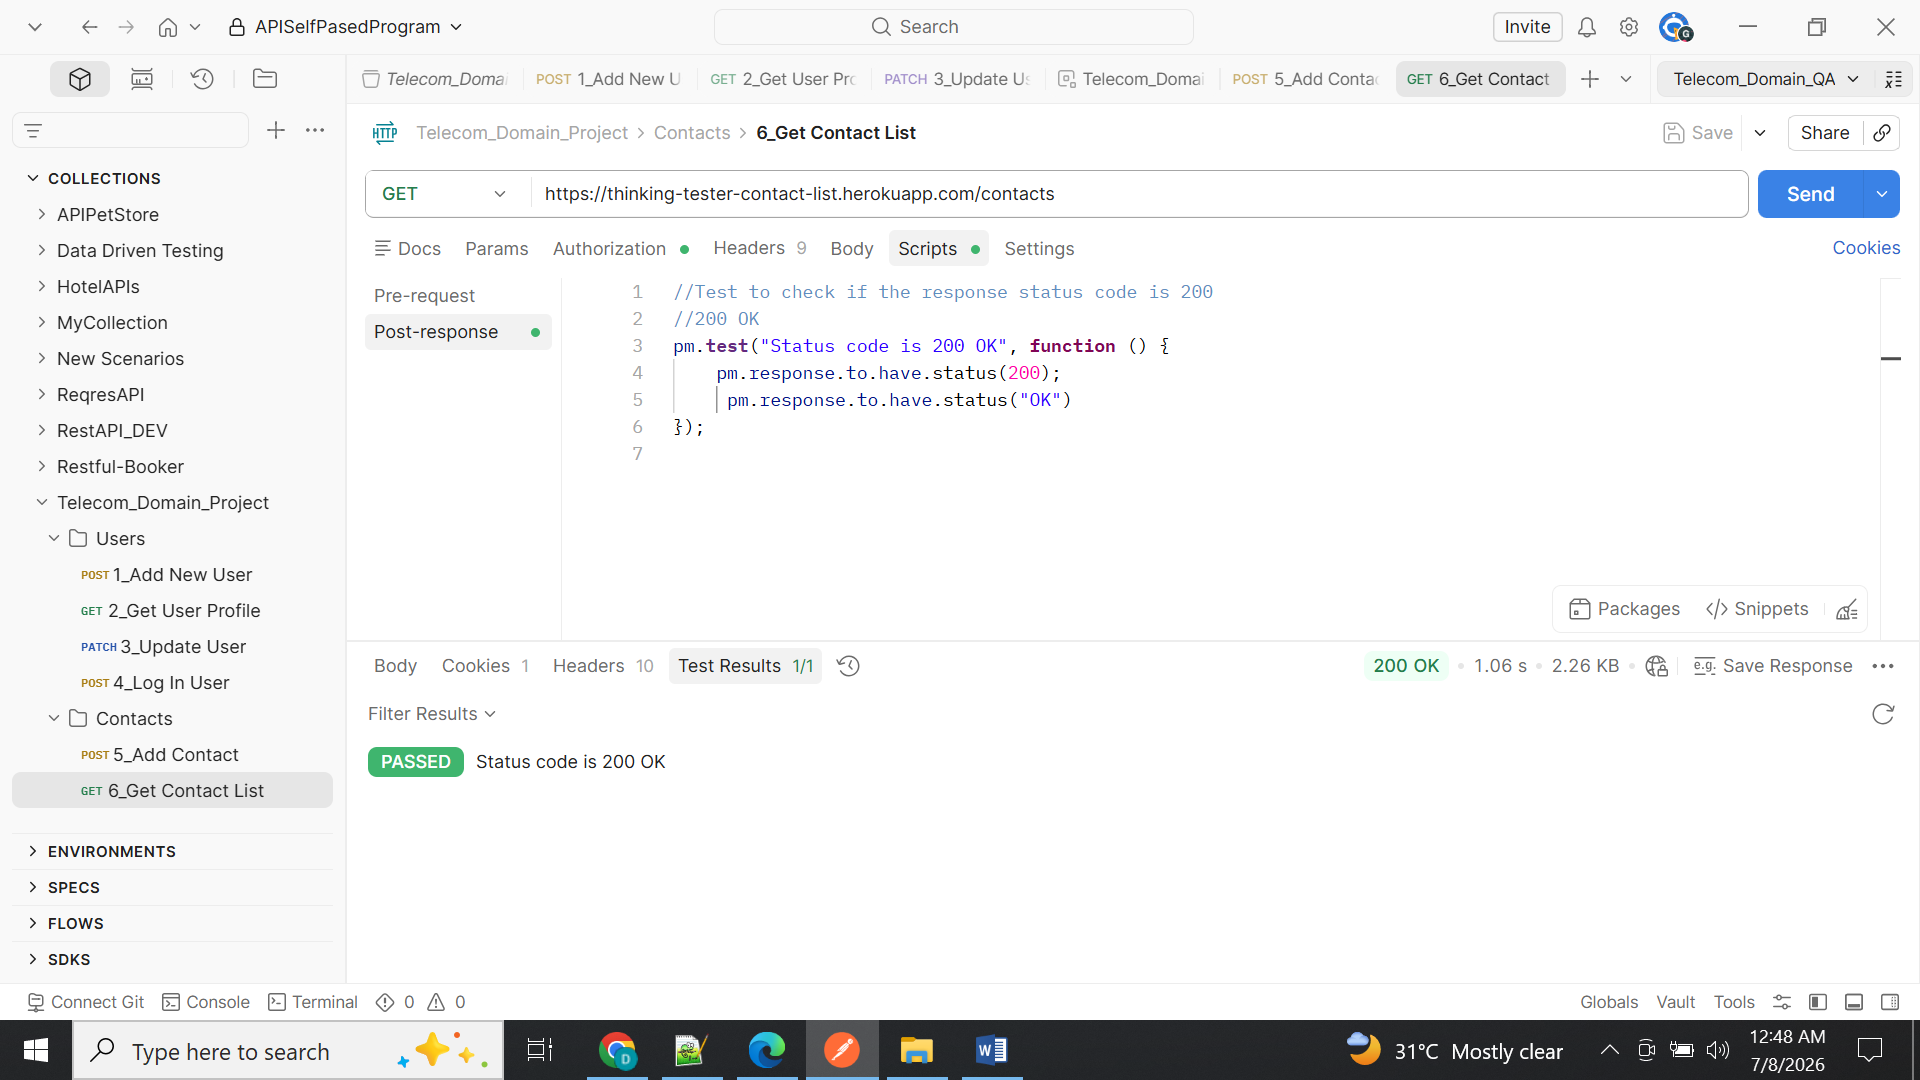 APISelfPasedProgram
Search
Invite
Telecom_Domai
POST 1_Add New U
GET 2_Get User Pro
PATCH 3_Update Us
Telecom_Domai
POST 5_Add Contac
GET 6_Get Contact
Telecom_Domain_QA
Telecom_Domain_Project > Contacts > 6_Get Contact List
Save
Share
GET
https://thinking-tester-contact-list.herokuapp.com/contacts
Send
Docs
Params
Authorization
Headers 9
Body
Scripts
Settings
Cookies
Pre-request
Post-response
1 //Test to check if the response status code is 200
2 //200 OK
3 pm.test("Status code is 200 OK", function () {
4 pm.response.to.have.status(200);
5 pm.response.to.have.status("OK")
6 });
7
Packages
</> Snippets
COLLECTIONS
APIPetStore
Data Driven Testing
HotelAPIs
MyCollection
New Scenarios
ReqresAPI
RestAPI_DEV
Restful-Booker
Telecom_Domain_Project
Users
POST 1_Add New User
GET 2_Get User Profile
PATCH 3_Update User
POST 4_Log In User
Contacts
POST 5_Add Contact
GET 6_Get Contact List
ENVIRONMENTS
SPECS
FLOWS
SDKS
Body
Cookies 1
Headers 10
Test Results 1/1
200 OK
1.06 s
2.26 KB
e.g. Save Response
Filter Results
PASSED Status code is 200 OK
Connect Git
Console
Terminal
0
0
Globals
Vault
Tools
Type here to search
31°C Mostly clear
12:48 AM
7/8/2026